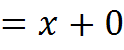 = x + 0